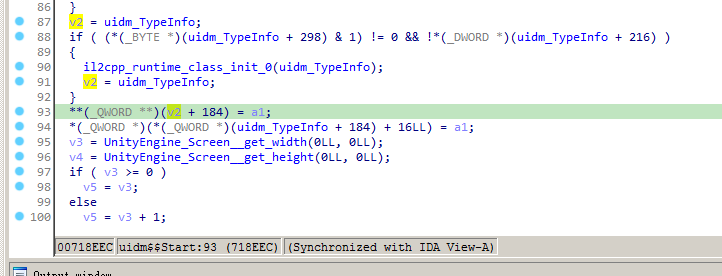 86 }
87 v2 = uidm_TypeInfo;
88 if ( (*(_BYTE *)(uidm_TypeInfo + 298) & 1) != 0 && !*(_DWORD *)(uidm_TypeInfo + 216) )
89 {
90 il2cpp_runtime_class_init_0(uidm_TypeInfo);
91 v2 = uidm_TypeInfo;
92 }
93 **(_QWORD **)(v2 + 184) = a1;
94 *(_QWORD *)(*(_QWORD *)(uidm_TypeInfo + 184) + 16LL) = a1;
95 v3 = UnityEngine_Screen__get_width(0LL, 0LL);
96 v4 = UnityEngine_Screen__get_height(0LL, 0LL);
97 if ( v3 >= 0 )
98 v5 = v3;
99 else
100 v5 = v3 + 1;
00718EEC uidm$$Start:93 (718EEC) (Synchronized with IDA View-A)
Output window